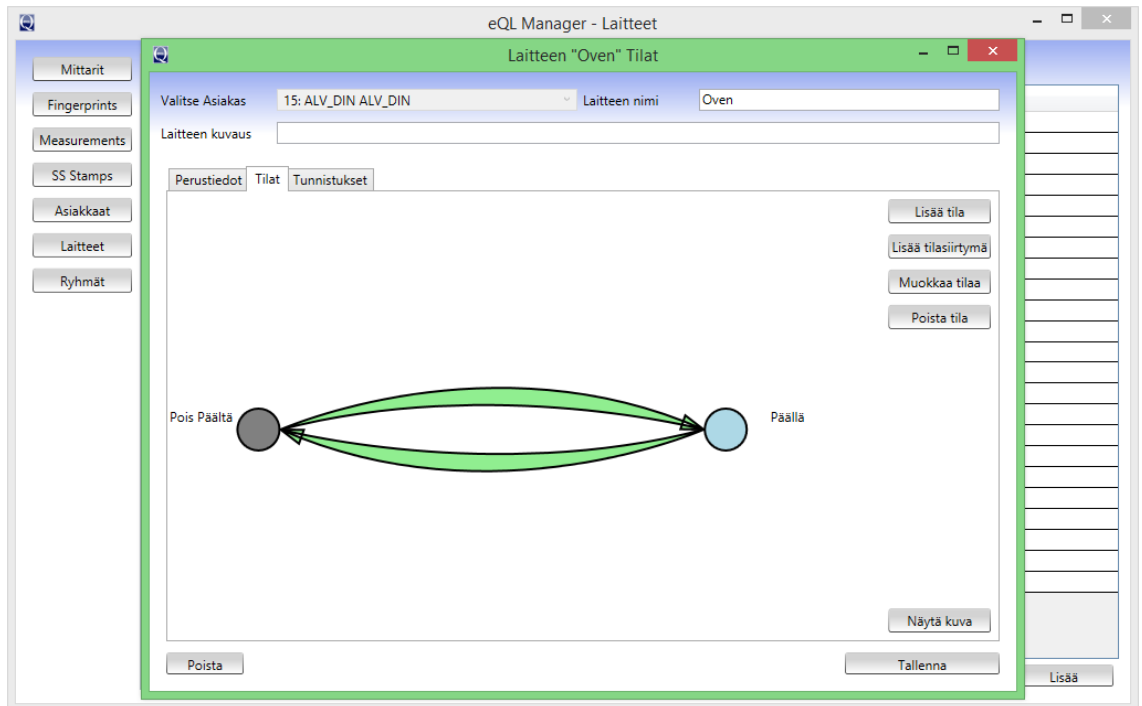 eQL Manager - Laitteet
Laitteen "Oven" Tilat
Mittarit
Fingerprints
Measurements
SS Stamps
Asiakkaat
Laitteet
Ryhmät
Valitse Asiakas 15: ALV_DIN ALV_DIN Laitteen nimi Oven
Laitteen kuvaus
Perustiedot Tilat Tunnistukset
Lisää tila
Lisää tilasiirtymä
Muokkaa tilaa
Poista tila
Pois Päältä Päällä
Näytä kuva
Poista Tallenna
Lisää